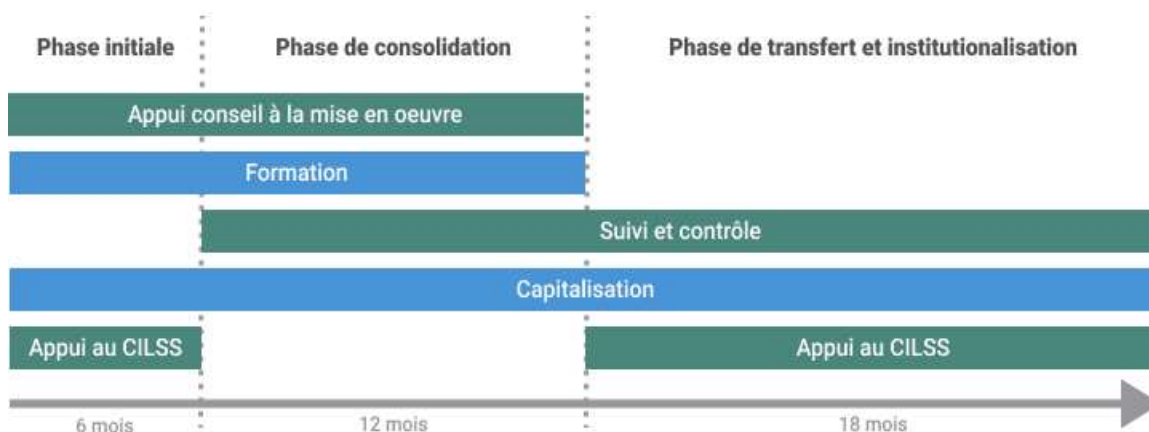 Phase initiale
Phase de consolidation
Phase de transfert et institutionalisation
Appui conseil à la mise en oeuvre
Formation
Suivi et contrôle
Capitalisation
Appui au CILSS
Appui au CILSS
6 mois
12 mois
18 mois